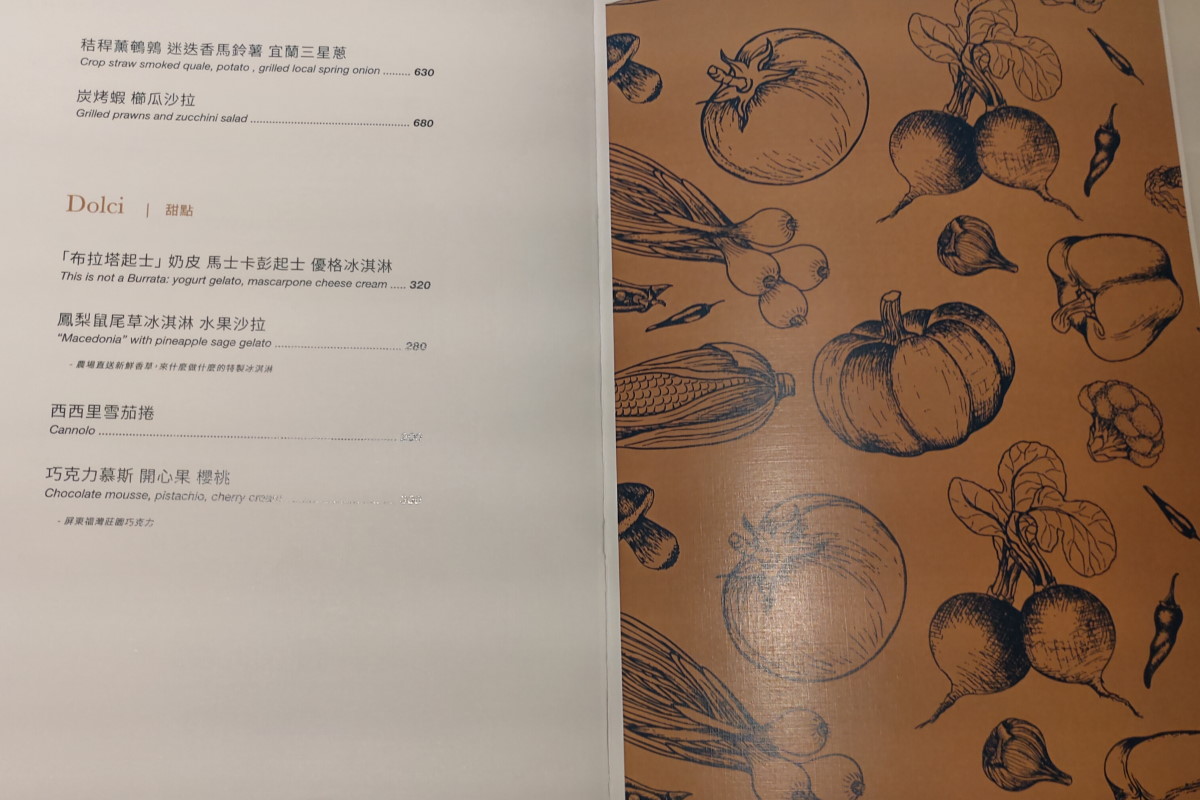 秸稈薰鵪鶉 迷迭香馬鈴薯 宜蘭三星蔥
Crop straw smoked quale, potato , grilled local spring onion ......... 630
炭烤蝦 櫛瓜沙拉
Grilled prawns and zucchini salad ........................................ 680
Dolci | 甜點
「布拉塔起士」奶皮 馬士卡彭起士 優格冰淇淋
This is not a Burrata: yogurt gelato, mascarpone cheese cream ..... 320
鳳梨鼠尾草冰淇淋 水果沙拉
“Macedonia” with pineapple sage gelato ................................ 280
- 農場直送新鮮香草，來什麼做什麼的特製冰淇淋
西西里雪茄捲
Cannolo
巧克力慕斯 開心果 櫻桃
Chocolate mousse, pistachio, cherry cream
- 屏東福灣莊園巧克力